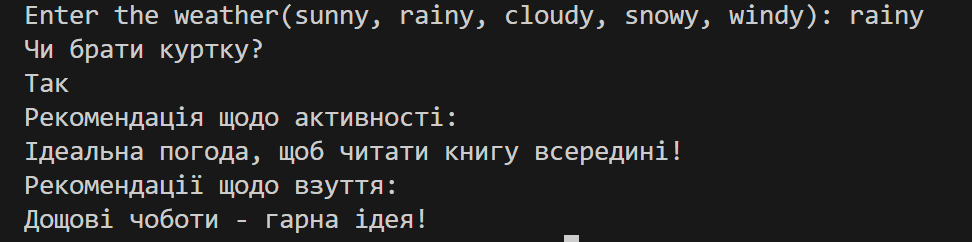 Enter the weather(sunny, rainy, cloudy, snowy, windy): rainy
Чи брати куртку?
Так
Рекомендація щодо активності:
Ідеальна погода, щоб читати книгу всередині!
Рекомендації щодо взуття:
Дощові чоботи - гарна ідея!